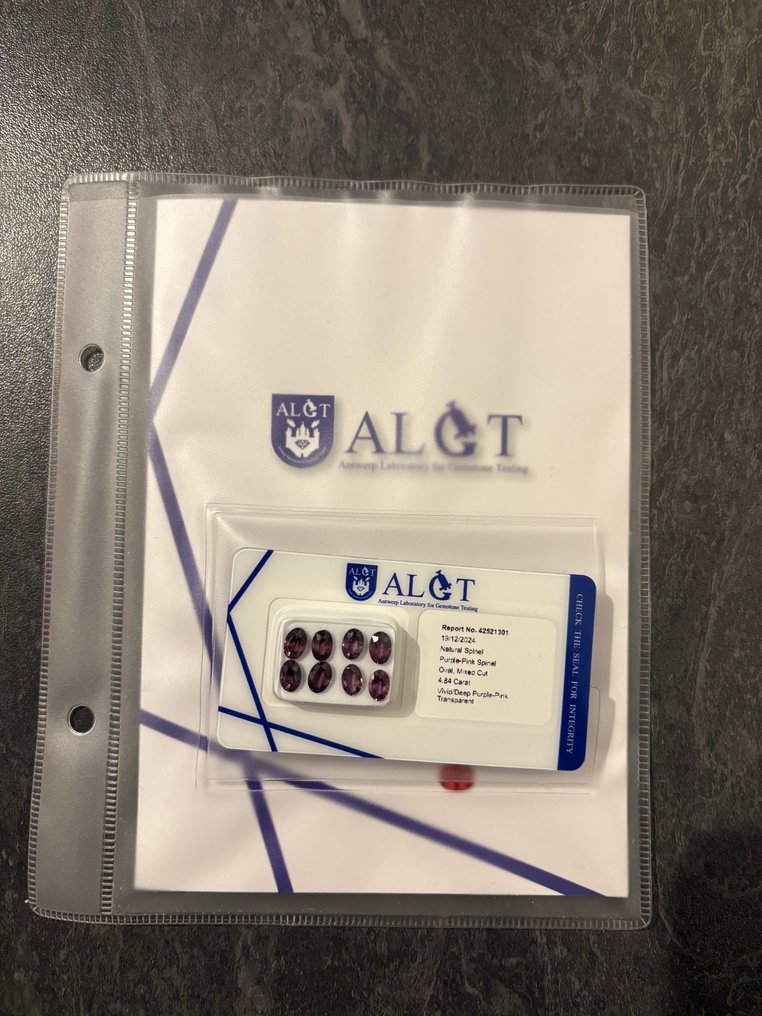 ALGT
ALGT
Antwerp Laboratory for Gemstone Testing
ALGT
ALGT
Antwerp Laboratory for Gemstone Testing
Report No. 42521301
19/12/2024
Natural Spinel
Purple-Pink Spinel
Oval, Mixed Cut
4.84 Carat
Vivid/Deep Purple-Pink
Transparent
CHECK THE SEAL FOR INTEGRITY